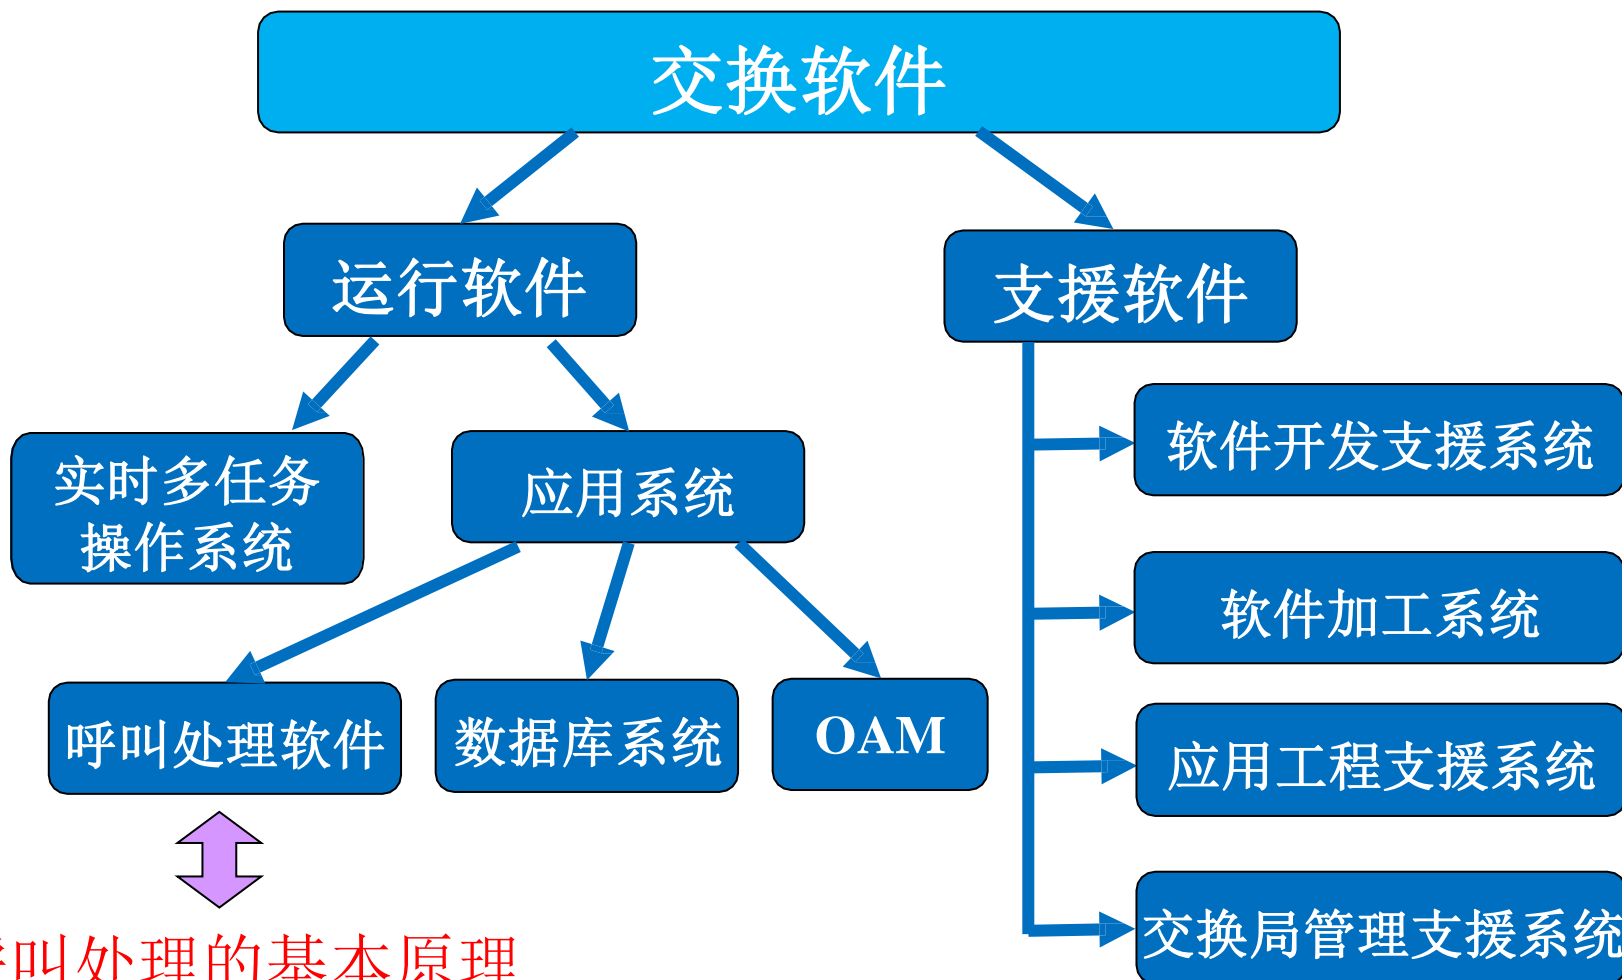 交换软件
运行软件
支援软件
实时多任务
操作系统
应用系统
软件开发支援系统
软件加工系统
呼叫处理软件
数据库系统
OAM
应用工程支援系统
交换局管理支援系统
呼叫处理的基本原理